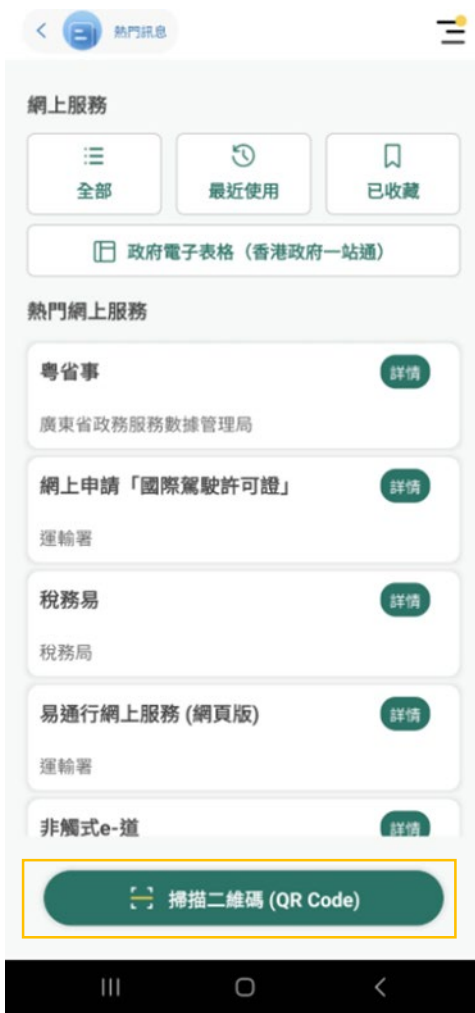 熱門訊息
網上服務
全部
最近使用
已收藏
政府電子表格（香港政府一站通）
熱門網上服務
粵省事
詳情
廣東省政務服務數據管理局
網上申請「國際駕駛許可證」
詳情
運輸署
稅務易
詳情
稅務局
易通行網上服務 (網頁版)
詳情
運輸署
非觸式e-道
詳情
掃描二維碼 (QR Code)